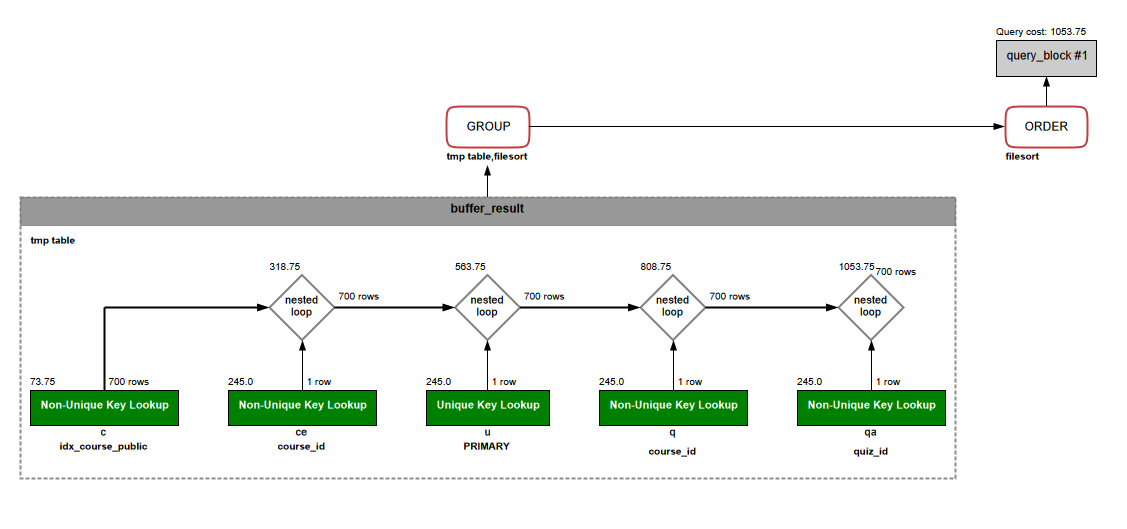 Query cost: 1053.75
query_block #1
GROUP
ORDER
tmp table,filesort
filesort
buffer_result
tmp table
318.75
563.75
808.75
1053.75
700 rows
nested
loop
700 rows
nested
loop
700 rows
nested
loop
700 rows
nested
loop
73.75
700 rows
245.0
1 row
245.0
1 row
245.0
1 row
245.0
1 row
Non-Unique Key Lookup
Non-Unique Key Lookup
Unique Key Lookup
Non-Unique Key Lookup
Non-Unique Key Lookup
c
ce
u
q
qa
idx_course_public
course_id
PRIMARY
course_id
quiz_id